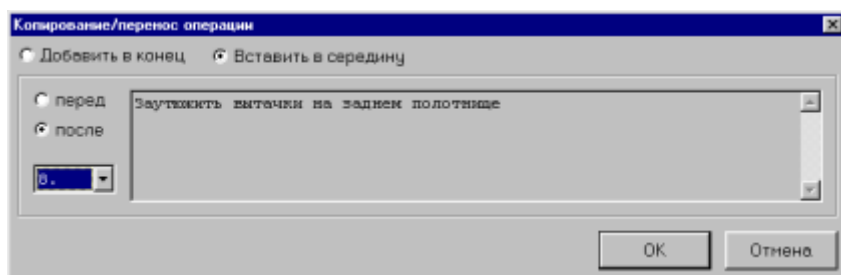 Копирование/перенос операции
Добавить в конец Вставить в середину
перед
Заутюжить вытачки на заднем полотнище
после
8.
OK Отмена